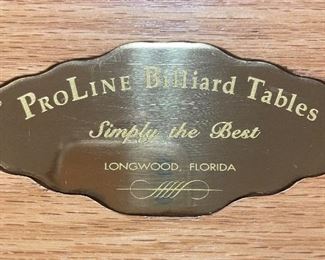 PROLINE BILLIARD TABLES
Simply the Best
LONGWOOD, FLORIDA